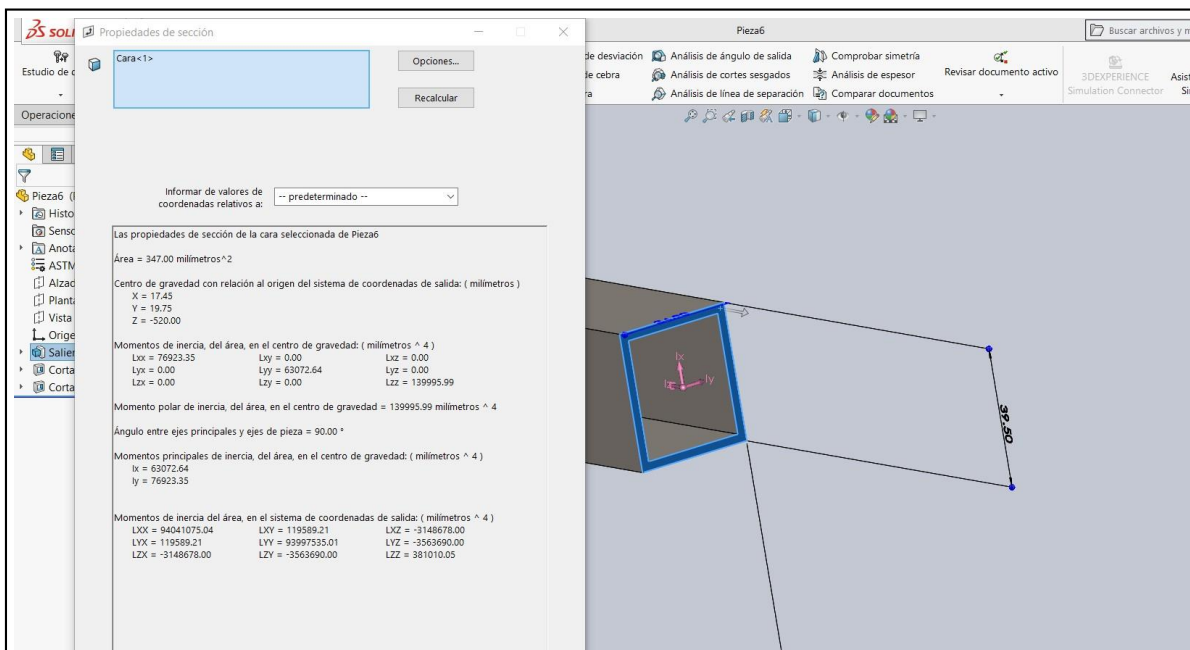 SOLI
Propiedades de sección
Pieza6
Buscar archivos y m
Estudio de d
Cara<1>
Opciones...
Recalcular
de desviación
Análisis de ángulo de salida
Comprobar simetría
de cebra
Análisis de cortes sesgados
Análisis de espesor
Revisar documento activo
3DEXPERIENCE
Simulation Connector
Asist
Si
ra
Análisis de línea de separación
Comparar documentos
Operacione
Informar de valores de
coordenadas relativos a:
-- predeterminado --
Pieza6 (
Histo
Senso
Anota
ASTM
Alzad
Planta
Vista
Orige
Salien
Corta
Corta
Las propiedades de sección de la cara seleccionada de Pieza6
Área = 347.00 milímetros^2
Centro de gravedad con relación al origen del sistema de coordenadas de salida: ( milímetros )
X = 17.45
Y = 19.75
Z = -520.00
Momentos de inercia, del área, en el centro de gravedad: ( milímetros ^ 4 )
Lxx = 76923.35 Lxy = 0.00 Lxz = 0.00
Lyx = 0.00 Lyy = 63072.64 Lyz = 0.00
Lzx = 0.00 Lzy = 0.00 Lzz = 139995.99
Momento polar de inercia, del área, en el centro de gravedad = 139995.99 milímetros ^ 4
Ángulo entre ejes principales y ejes de pieza = 90.00 °
Momentos principales de inercia, del área, en el centro de gravedad: ( milímetros ^ 4 )
Ix = 63072.64
Iy = 76923.35
Momentos de inercia del área, en el sistema de coordenadas de salida: ( milímetros ^ 4 )
LXX = 94041075.04 LXY = 119589.21 LXZ = -3148678.00
LYX = 119589.21 LYY = 93997535.01 LYZ = -3563690.00
LZX = -3148678.00 LZY = -3563690.00 LZZ = 381010.05
Ix
Iy
39.50